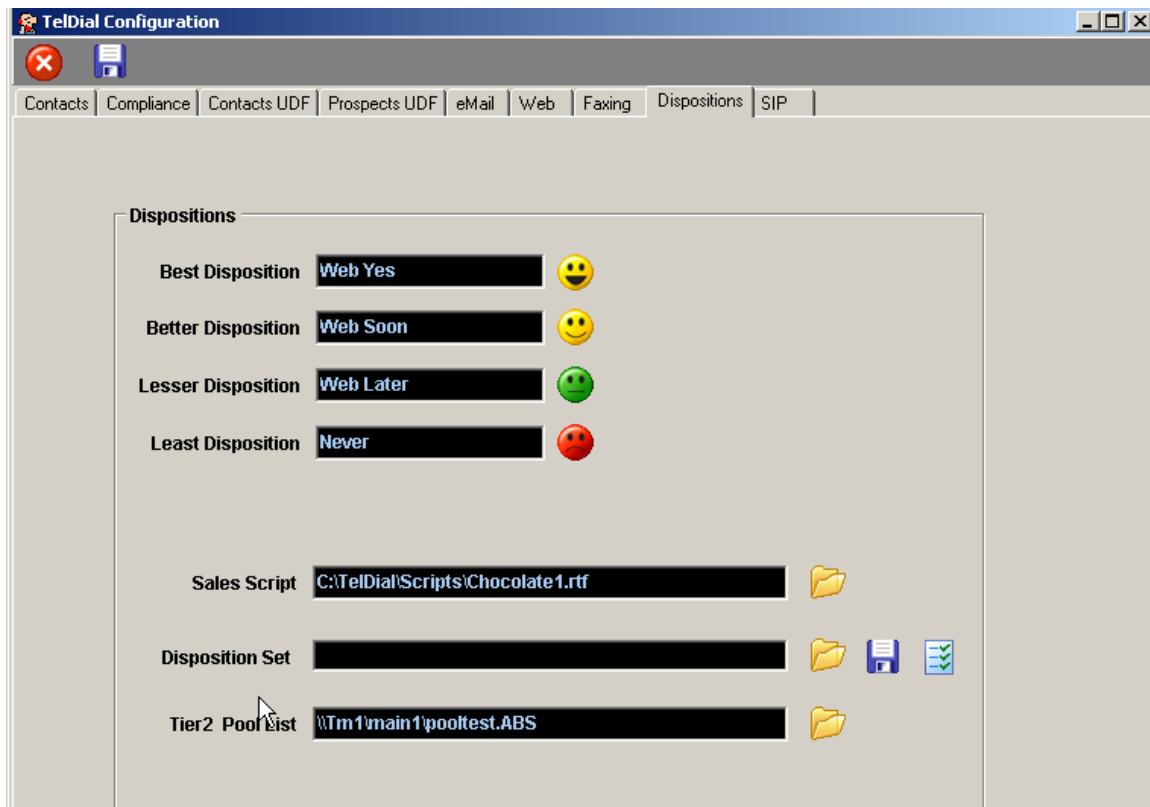 TelDial Configuration
Contacts Compliance Contacts UDF Prospects UDF eMail Web Faxing Dispositions SIP
Dispositions
Best Disposition Web Yes
Better Disposition Web Soon
Lesser Disposition Web Later
Least Disposition Never
Sales Script C:\TelDial\Scripts\Chocolate1.rtf
Disposition Set
Tier2 Pool List \\Tm1\main1\pooltest.ABS